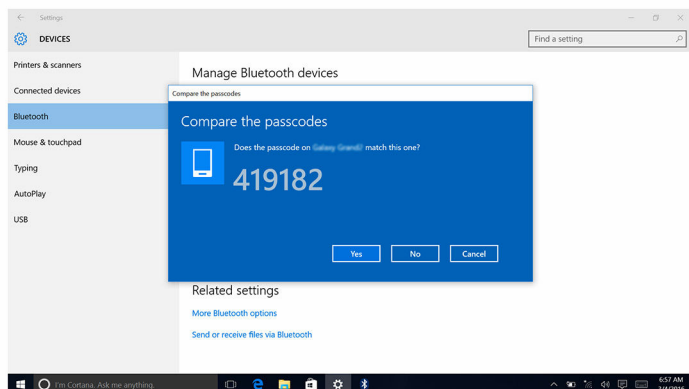 Settings
DEVICES
Find a setting
Printers & scanners
Connected devices
Bluetooth
Mouse & touchpad
Typing
AutoPlay
USB
Manage Bluetooth devices
Compare the passcodes
Compare the passcodes
Does the passcode on Galaxy Grand2 match this one?
419182
Yes
No
Cancel
Related settings
More Bluetooth options
Send or receive files via Bluetooth
I'm Cortana. Ask me anything.
6:57 AM